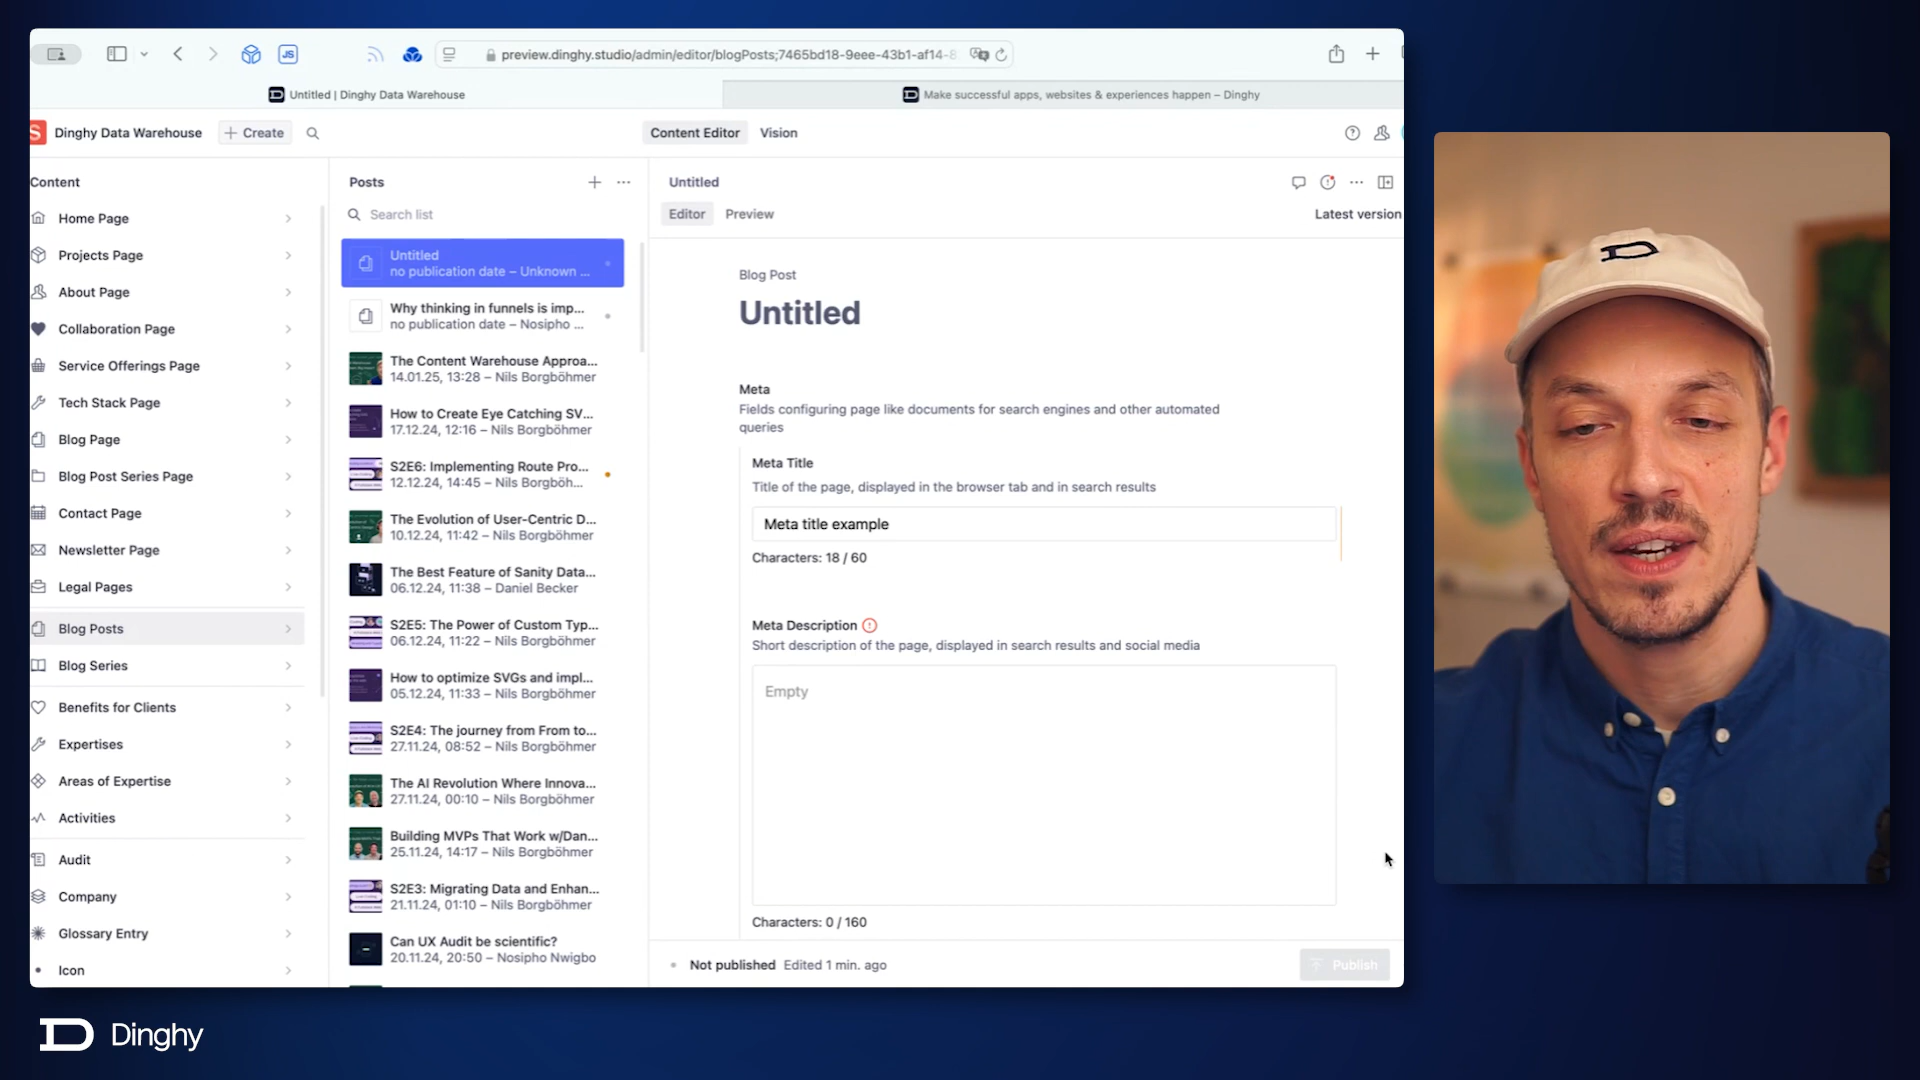 JS
preview.dinghy.studio/admin/editor/blogPosts;7465bd18-9eee-43b1-af14-8
Untitled | Dinghy Data Warehouse
Make successful apps, websites & experiences happen – Dinghy
S
Dinghy Data Warehouse
Create
Content Editor
Vision
Content
Home Page
Projects Page
About Page
Collaboration Page
Service Offerings Page
Tech Stack Page
Blog Page
Blog Post Series Page
Contact Page
Newsletter Page
Legal Pages
Blog Posts
Blog Series
Benefits for Clients
Expertises
Areas of Expertise
Activities
Audit
Company
Glossary Entry
Icon
Posts
Search list
Untitled
no publication date – Unknown ...
Why thinking in funnels is imp...
no publication date – Nosipho ...
The Content Warehouse Approa...
14.01.25, 13:28 – Nils Borgböhmer
How to Create Eye Catching SV...
17.12.24, 12:16 – Nils Borgböhmer
S2E6: Implementing Route Pro...
12.12.24, 14:45 – Nils Borgböh...
The Evolution of User-Centric D...
10.12.24, 11:42 – Nils Borgböhmer
The Best Feature of Sanity Data...
06.12.24, 11:38 – Daniel Becker
S2E5: The Power of Custom Typ...
06.12.24, 11:22 – Nils Borgböhmer
How to optimize SVGs and impl...
05.12.24, 11:33 – Nils Borgböhmer
S2E4: The journey from From to...
27.11.24, 08:52 – Nils Borgböhmer
The AI Revolution Where Innova...
27.11.24, 00:10 – Nils Borgböhmer
Building MVPs That Work w/Dan...
25.11.24, 14:17 – Nils Borgböhmer
S2E3: Migrating Data and Enhan...
21.11.24, 01:10 – Nils Borgböhmer
Can UX Audit be scientific?
20.11.24, 20:50 – Nosipho Nwigbo
Untitled
Editor
Preview
Latest version
Blog Post
Untitled
Meta
Fields configuring page like documents for search engines and other automated
queries
Meta Title
Title of the page, displayed in the browser tab and in search results
Meta title example
Characters: 18 / 60
Meta Description
Short description of the page, displayed in search results and social media
Empty
Characters: 0 / 160
Not published
Edited 1 min. ago
Publish
Dinghy